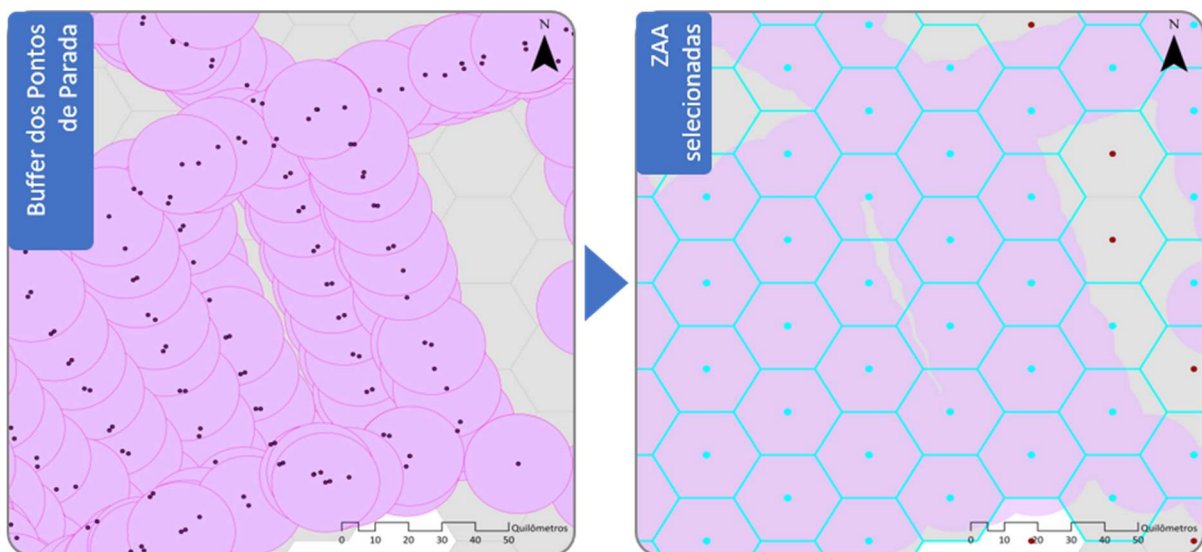 Buffer dos Pontos
de Parada
N
Quilômetros
0 10 20 30 40 50
ZAA
selecionadas
N
Quilômetros
0 10 20 30 40 50